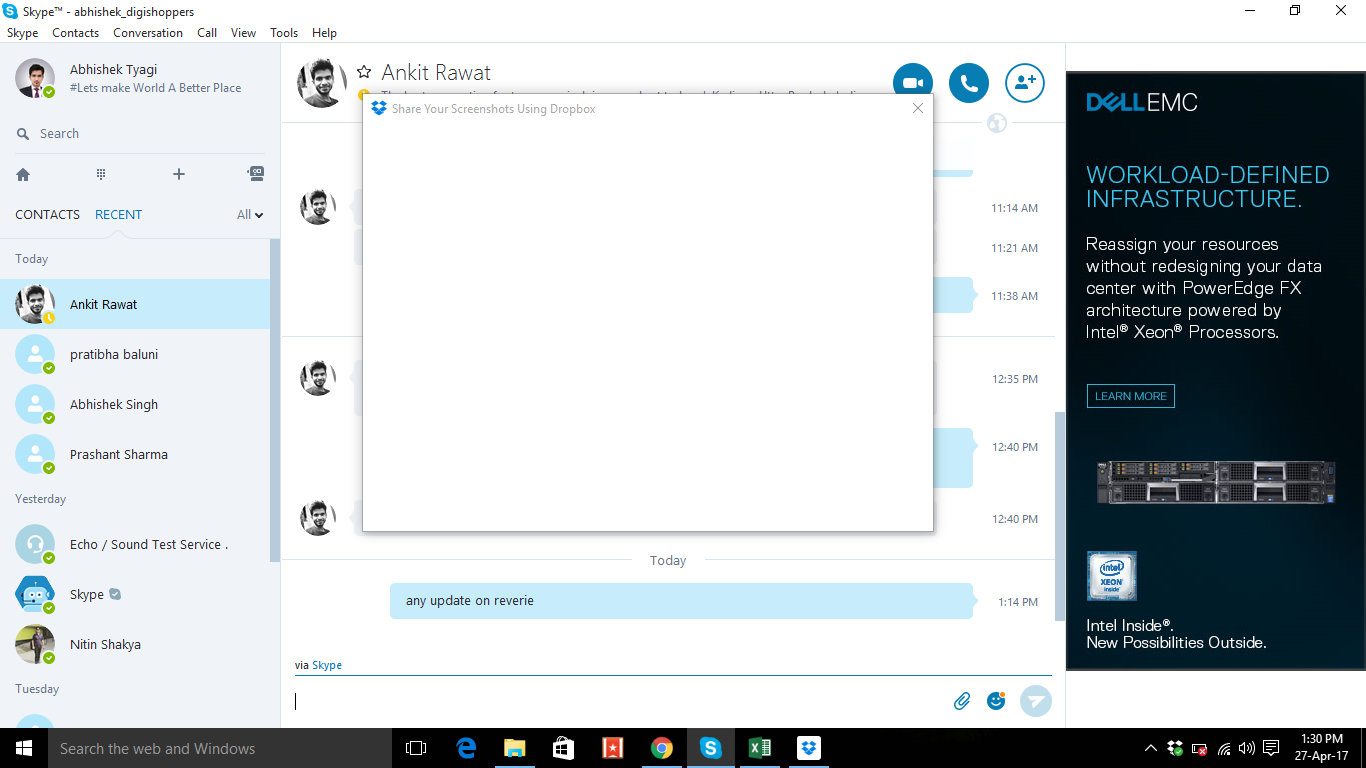 Skype™ - abhishek_digishoppers
Skype Contacts Conversation Call View Tools Help
Abhishek Tyagi
#Lets make World A Better Place
Search
CONTACTS RECENT All
Today
Ankit Rawat
pratibha baluni
Abhishek Singh
Prashant Sharma
Yesterday
Echo / Sound Test Service .
Skype
Nitin Shakya
Tuesday
Ankit Rawat
Share Your Screenshots Using Dropbox
11:14 AM
11:21 AM
11:38 AM
12:35 PM
12:40 PM
12:40 PM
Today
any update on reverie
1:14 PM
via Skype
DELLEMC
WORKLOAD-DEFINED
INFRASTRUCTURE.
Reassign your resources
without redesigning your data
center with PowerEdge FX
architecture powered by
Intel® Xeon® Processors.
LEARN MORE
intel
XEON
inside
Intel Inside®.
New Possibilities Outside.
Search the web and Windows
1:30 PM
27-Apr-17